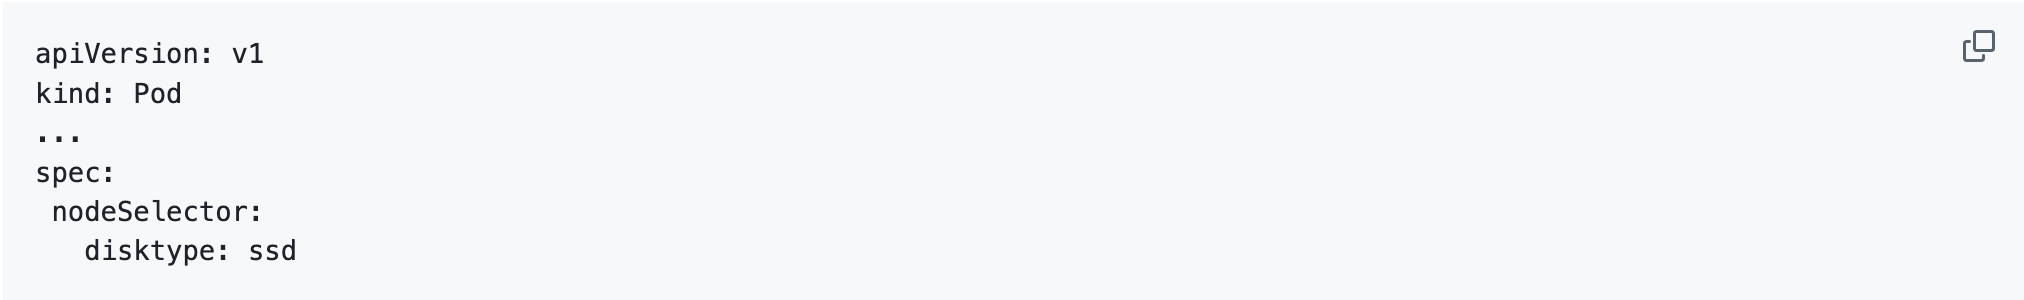 apiVersion: v1
kind: Pod
...
spec:
 nodeSelector:
   disktype: ssd